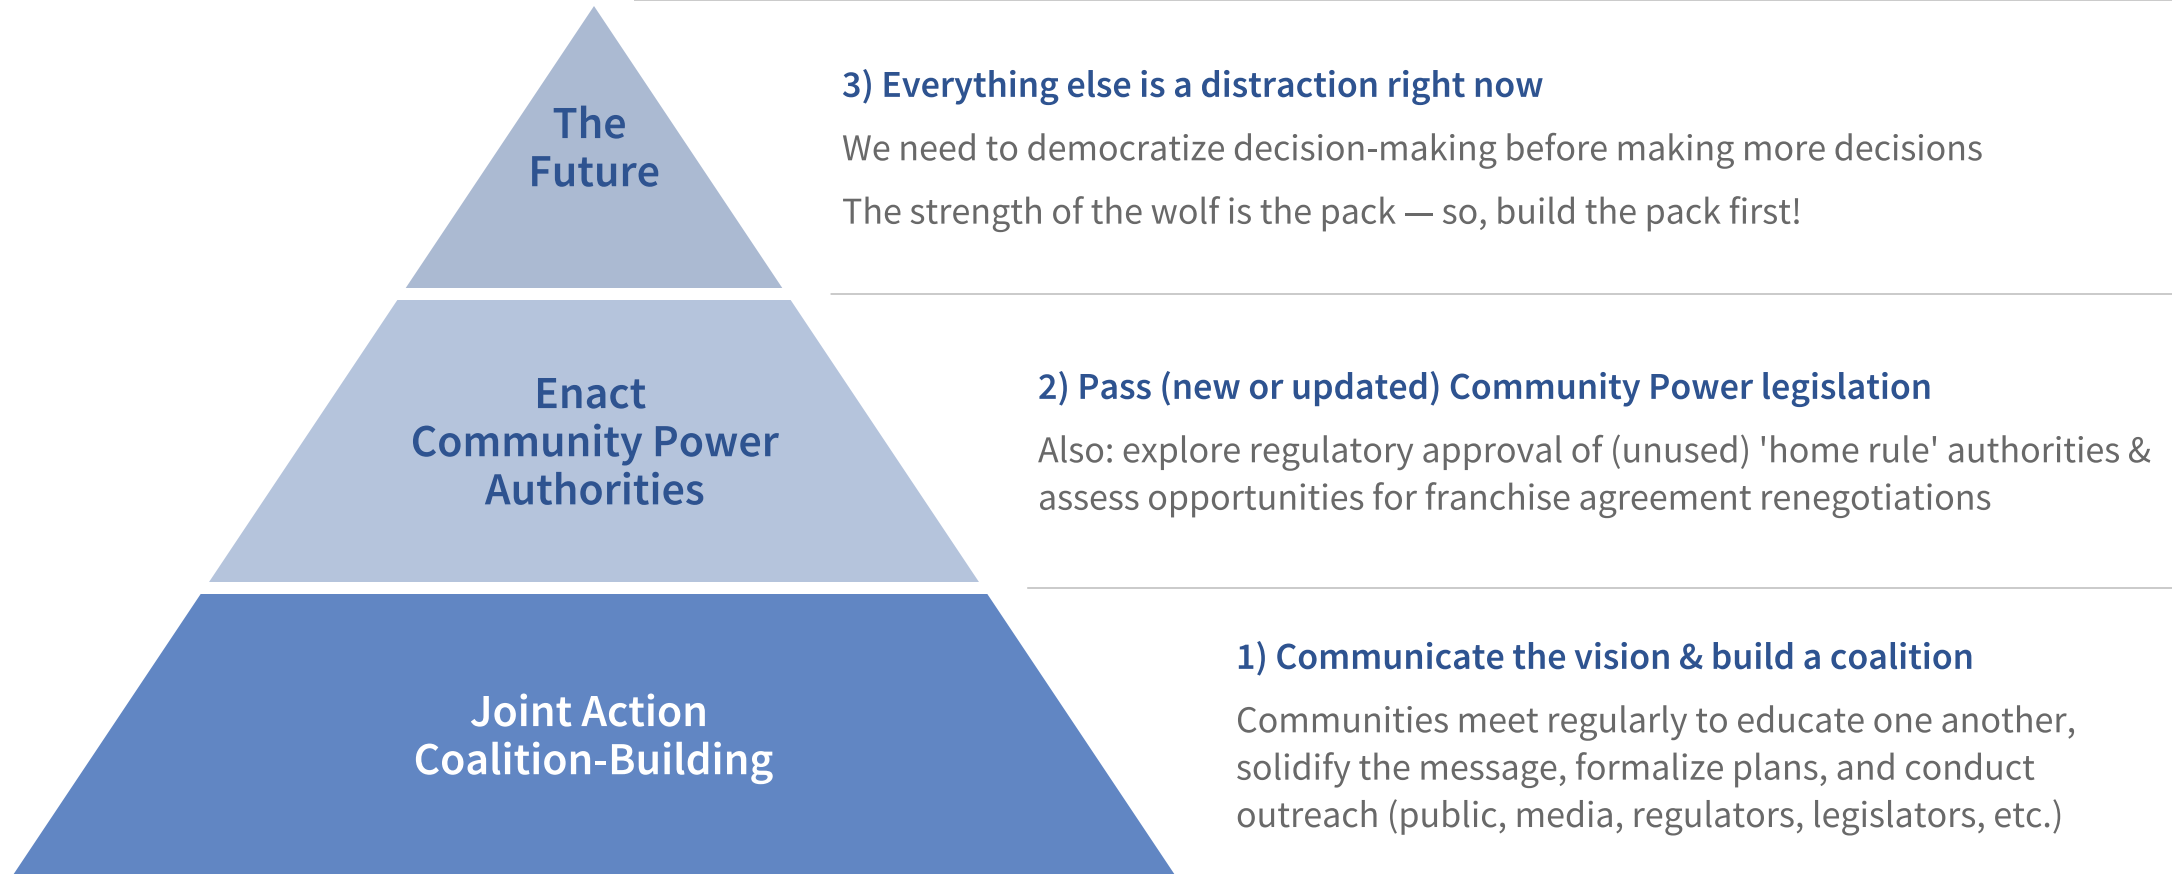 The
Future
3) Everything else is a distraction right now
We need to democratize decision-making before making more decisions
The strength of the wolf is the pack — so, build the pack first!
Enact
Community Power
Authorities
2) Pass (new or updated) Community Power legislation
Also: explore regulatory approval of (unused) 'home rule' authorities &
assess opportunities for franchise agreement renegotiations
Joint Action
Coalition-Building
1) Communicate the vision & build a coalition
Communities meet regularly to educate one another,
solidify the message, formalize plans, and conduct
outreach (public, media, regulators, legislators, etc.)